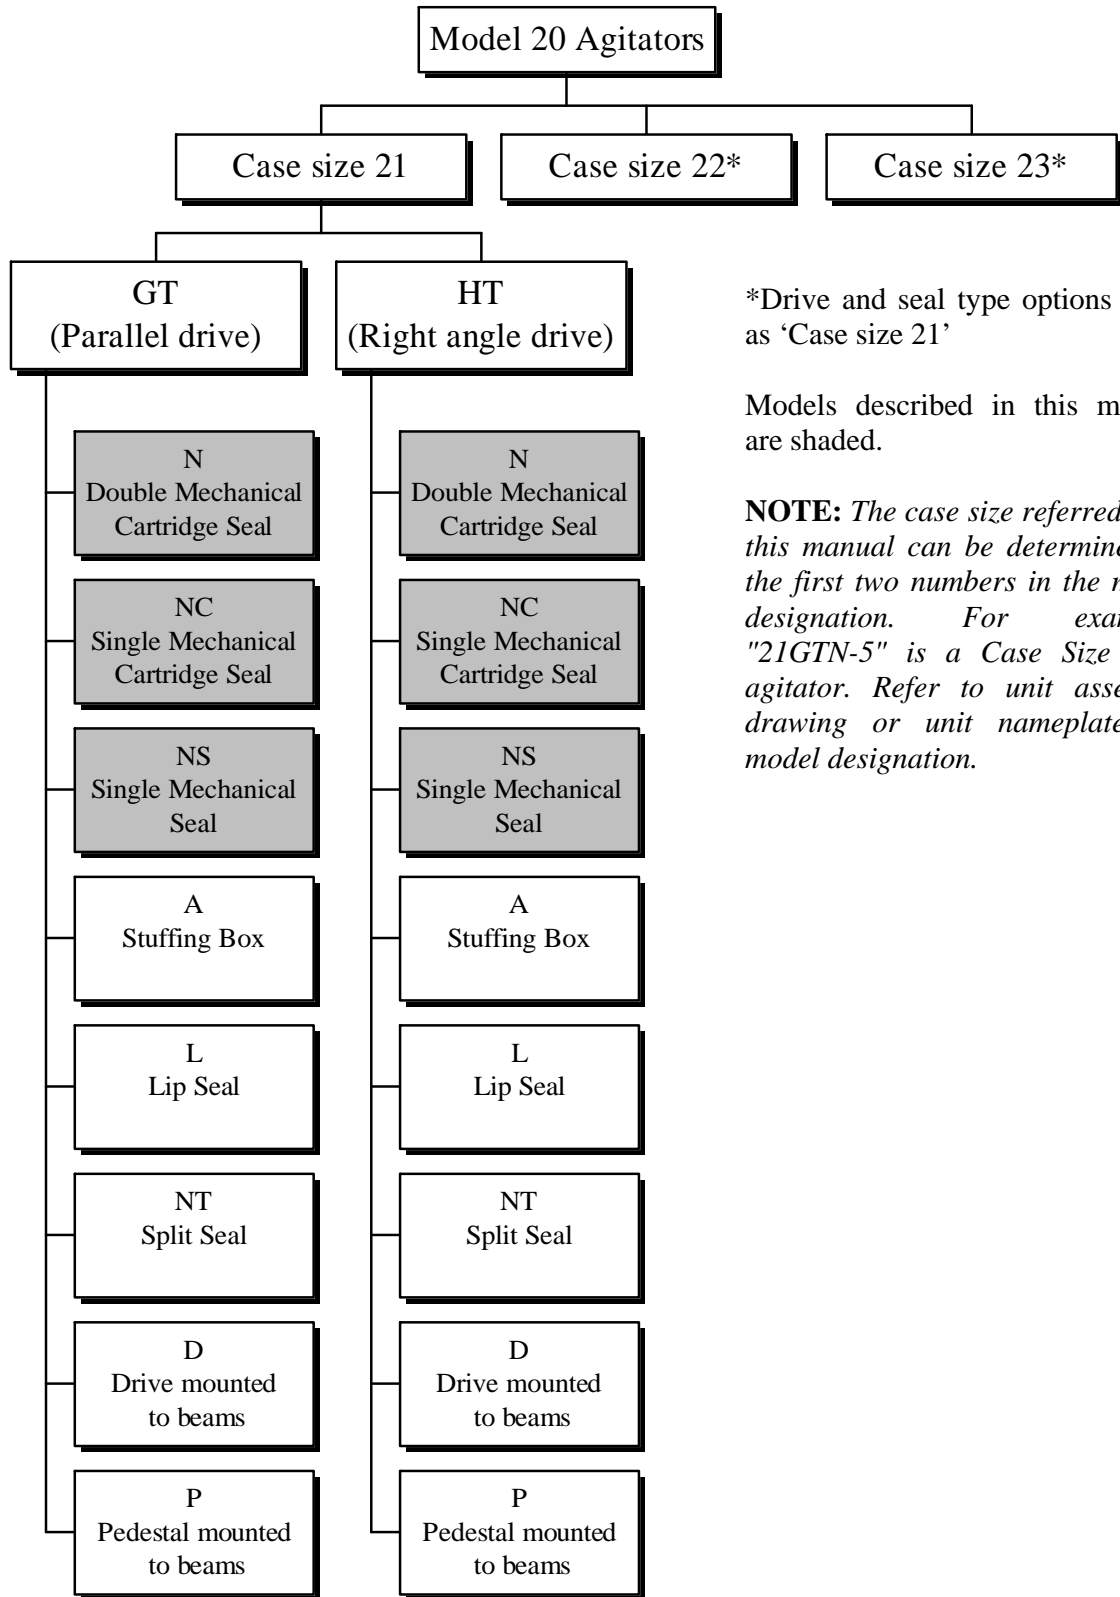 Model 20 Agitators
Case size 21
Case size 22*
Case size 23*
GT
(Parallel drive)
HT
(Right angle drive)
N
Double Mechanical
Cartridge Seal
NC
Single Mechanical
Cartridge Seal
NS
Single Mechanical
Seal
A
Stuffing Box
L
Lip Seal
NT
Split Seal
D
Drive mounted
to beams
P
Pedestal mounted
to beams
N
Double Mechanical
Cartridge Seal
NC
Single Mechanical
Cartridge Seal
NS
Single Mechanical
Seal
A
Stuffing Box
L
Lip Seal
NT
Split Seal
D
Drive mounted
to beams
P
Pedestal mounted
to beams
*Drive and seal type options
as ‘Case size 21’
Models described in this
are shaded.
NOTE: The case size referred
this manual can be
the first two numbers in the
designation. For
"21GTN-5" is a Case Size
agitator. Refer to unit
drawing or unit nameplate
model designation.